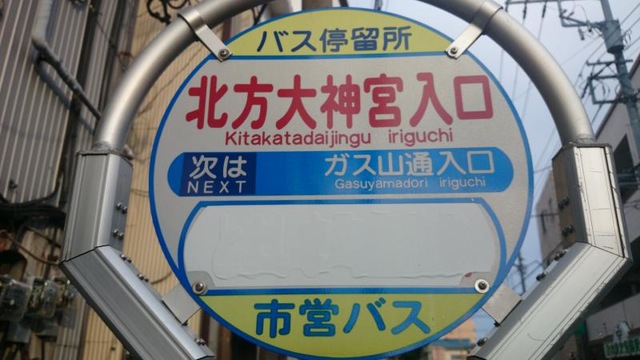 バス停留所
北方大神宮入口
Kitakatadaijingu iriguchi
次は ガス山通入口
NEXT Gasuyamadori iriguchi
市営バス